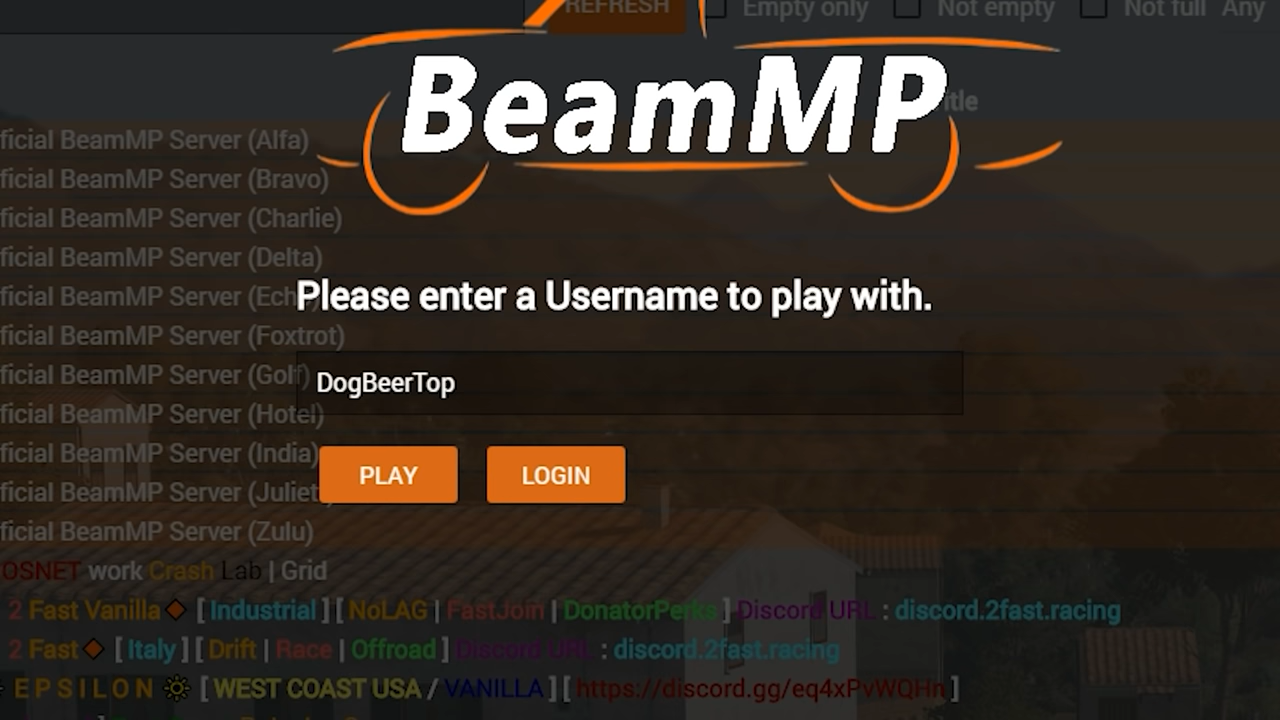 REFRESH Empty only Not empty Not full Any
BeamMP
itle
ficial BeamMP Server (Alfa)
ficial BeamMP Server (Bravo)
ficial BeamMP Server (Charlie)
ficial BeamMP Server (Delta)
ficial BeamMP Server (Ech
Please enter a Username to play with.
ficial BeamMP Server (Foxtrot)
ficial BeamMP Server (Golf)
DogBeerTop
ficial BeamMP Server (Hotel)
ficial BeamMP Server (India)
PLAY LOGIN
ficial BeamMP Server (Juliet
ficial BeamMP Server (Zulu)
OSNET work Crash Lab | Grid
2 Fast Vanilla◆ [ Industrial ] [ NoLAG | FastJoin | DonatorPerks ] Discord URL : discord.2fast.racing
2 Fast◆ [ Italy ] [ Drift | Race | Offroad ] Discord URL : discord.2fast.racing
E P S I L O N ☼ [ WEST COAST USA / VANILLA ] [ https://discord.gg/eq4xPvWQHn ]